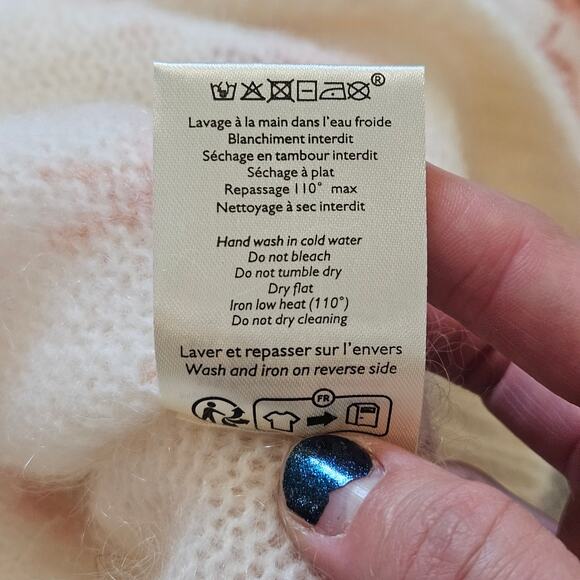 ®
Lavage à la main dans l'eau froide
Blanchiment interdit
Séchage en tambour interdit
Séchage à plat
Repassage 110° max
Nettoyage à sec interdit
Hand wash in cold water
Do not bleach
Do not tumble dry
Dry flat
Iron low heat (110°)
Do not dry cleaning
Laver et repasser sur l'envers
Wash and iron on reverse side
FR